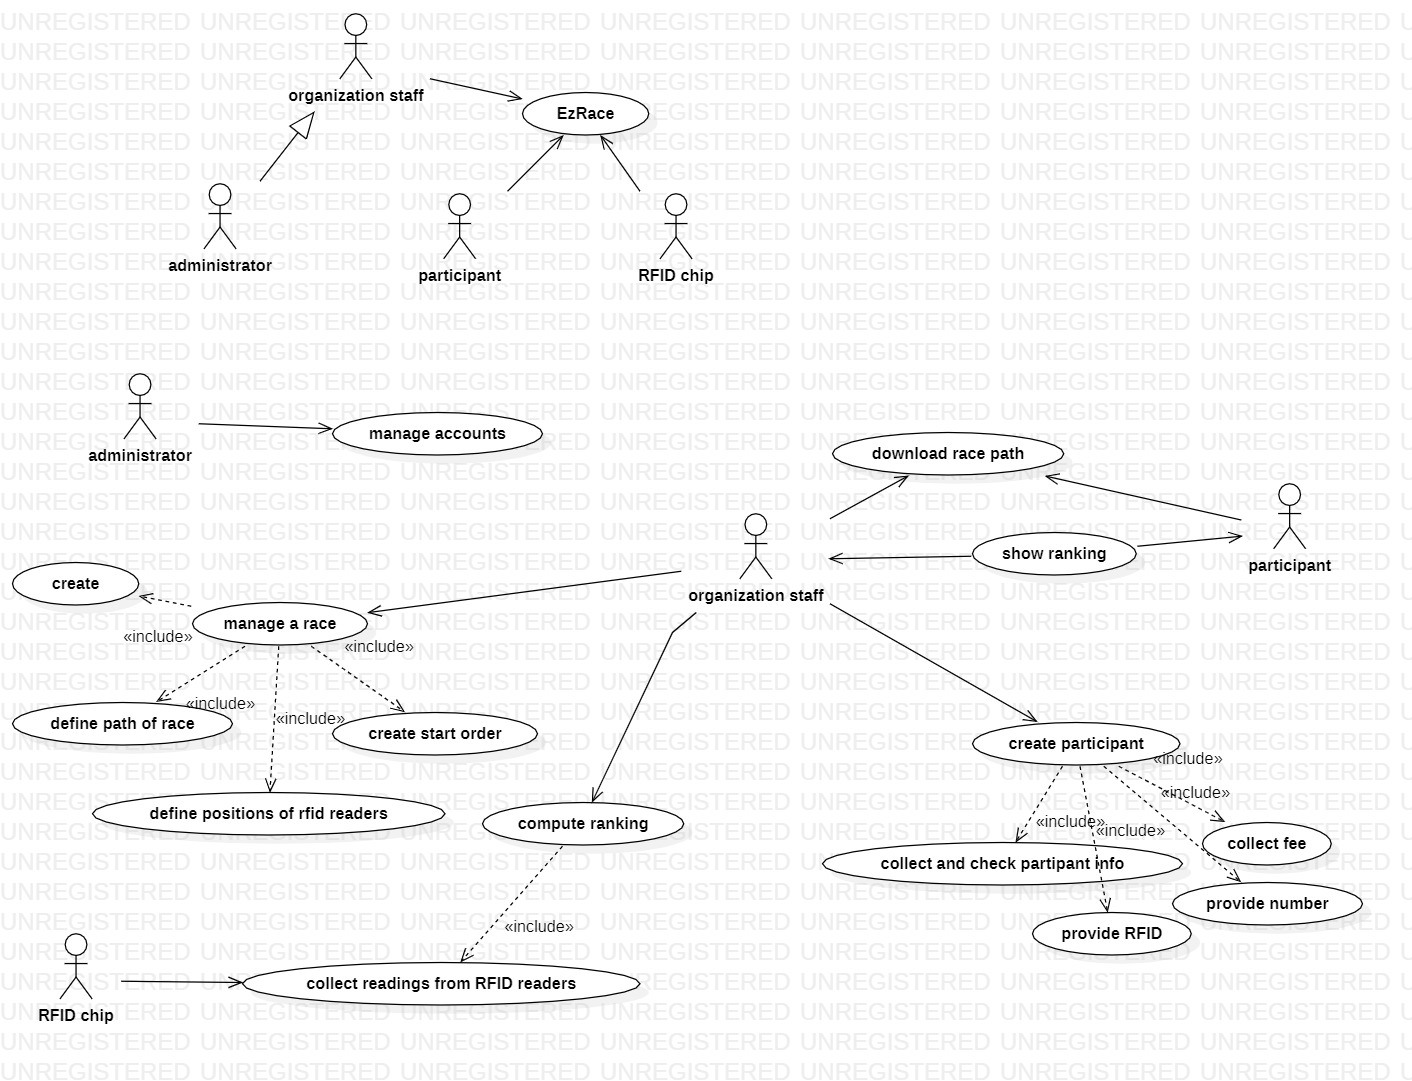 organization staff
EzRace
administrator
participant
RFID chip
administrator
manage accounts
download race path
participant
show ranking
organization staff
create
manage a race
«include»
«include»
«include»
«include»
define path of race
create start order
define positions of rfid readers
create participant
«include»
«include»
«include»
«include»
compute ranking
collect fee
collect and check partipant info
provide number
provide RFID
«include»
RFID chip
collect readings from RFID readers
UNREGISTERED